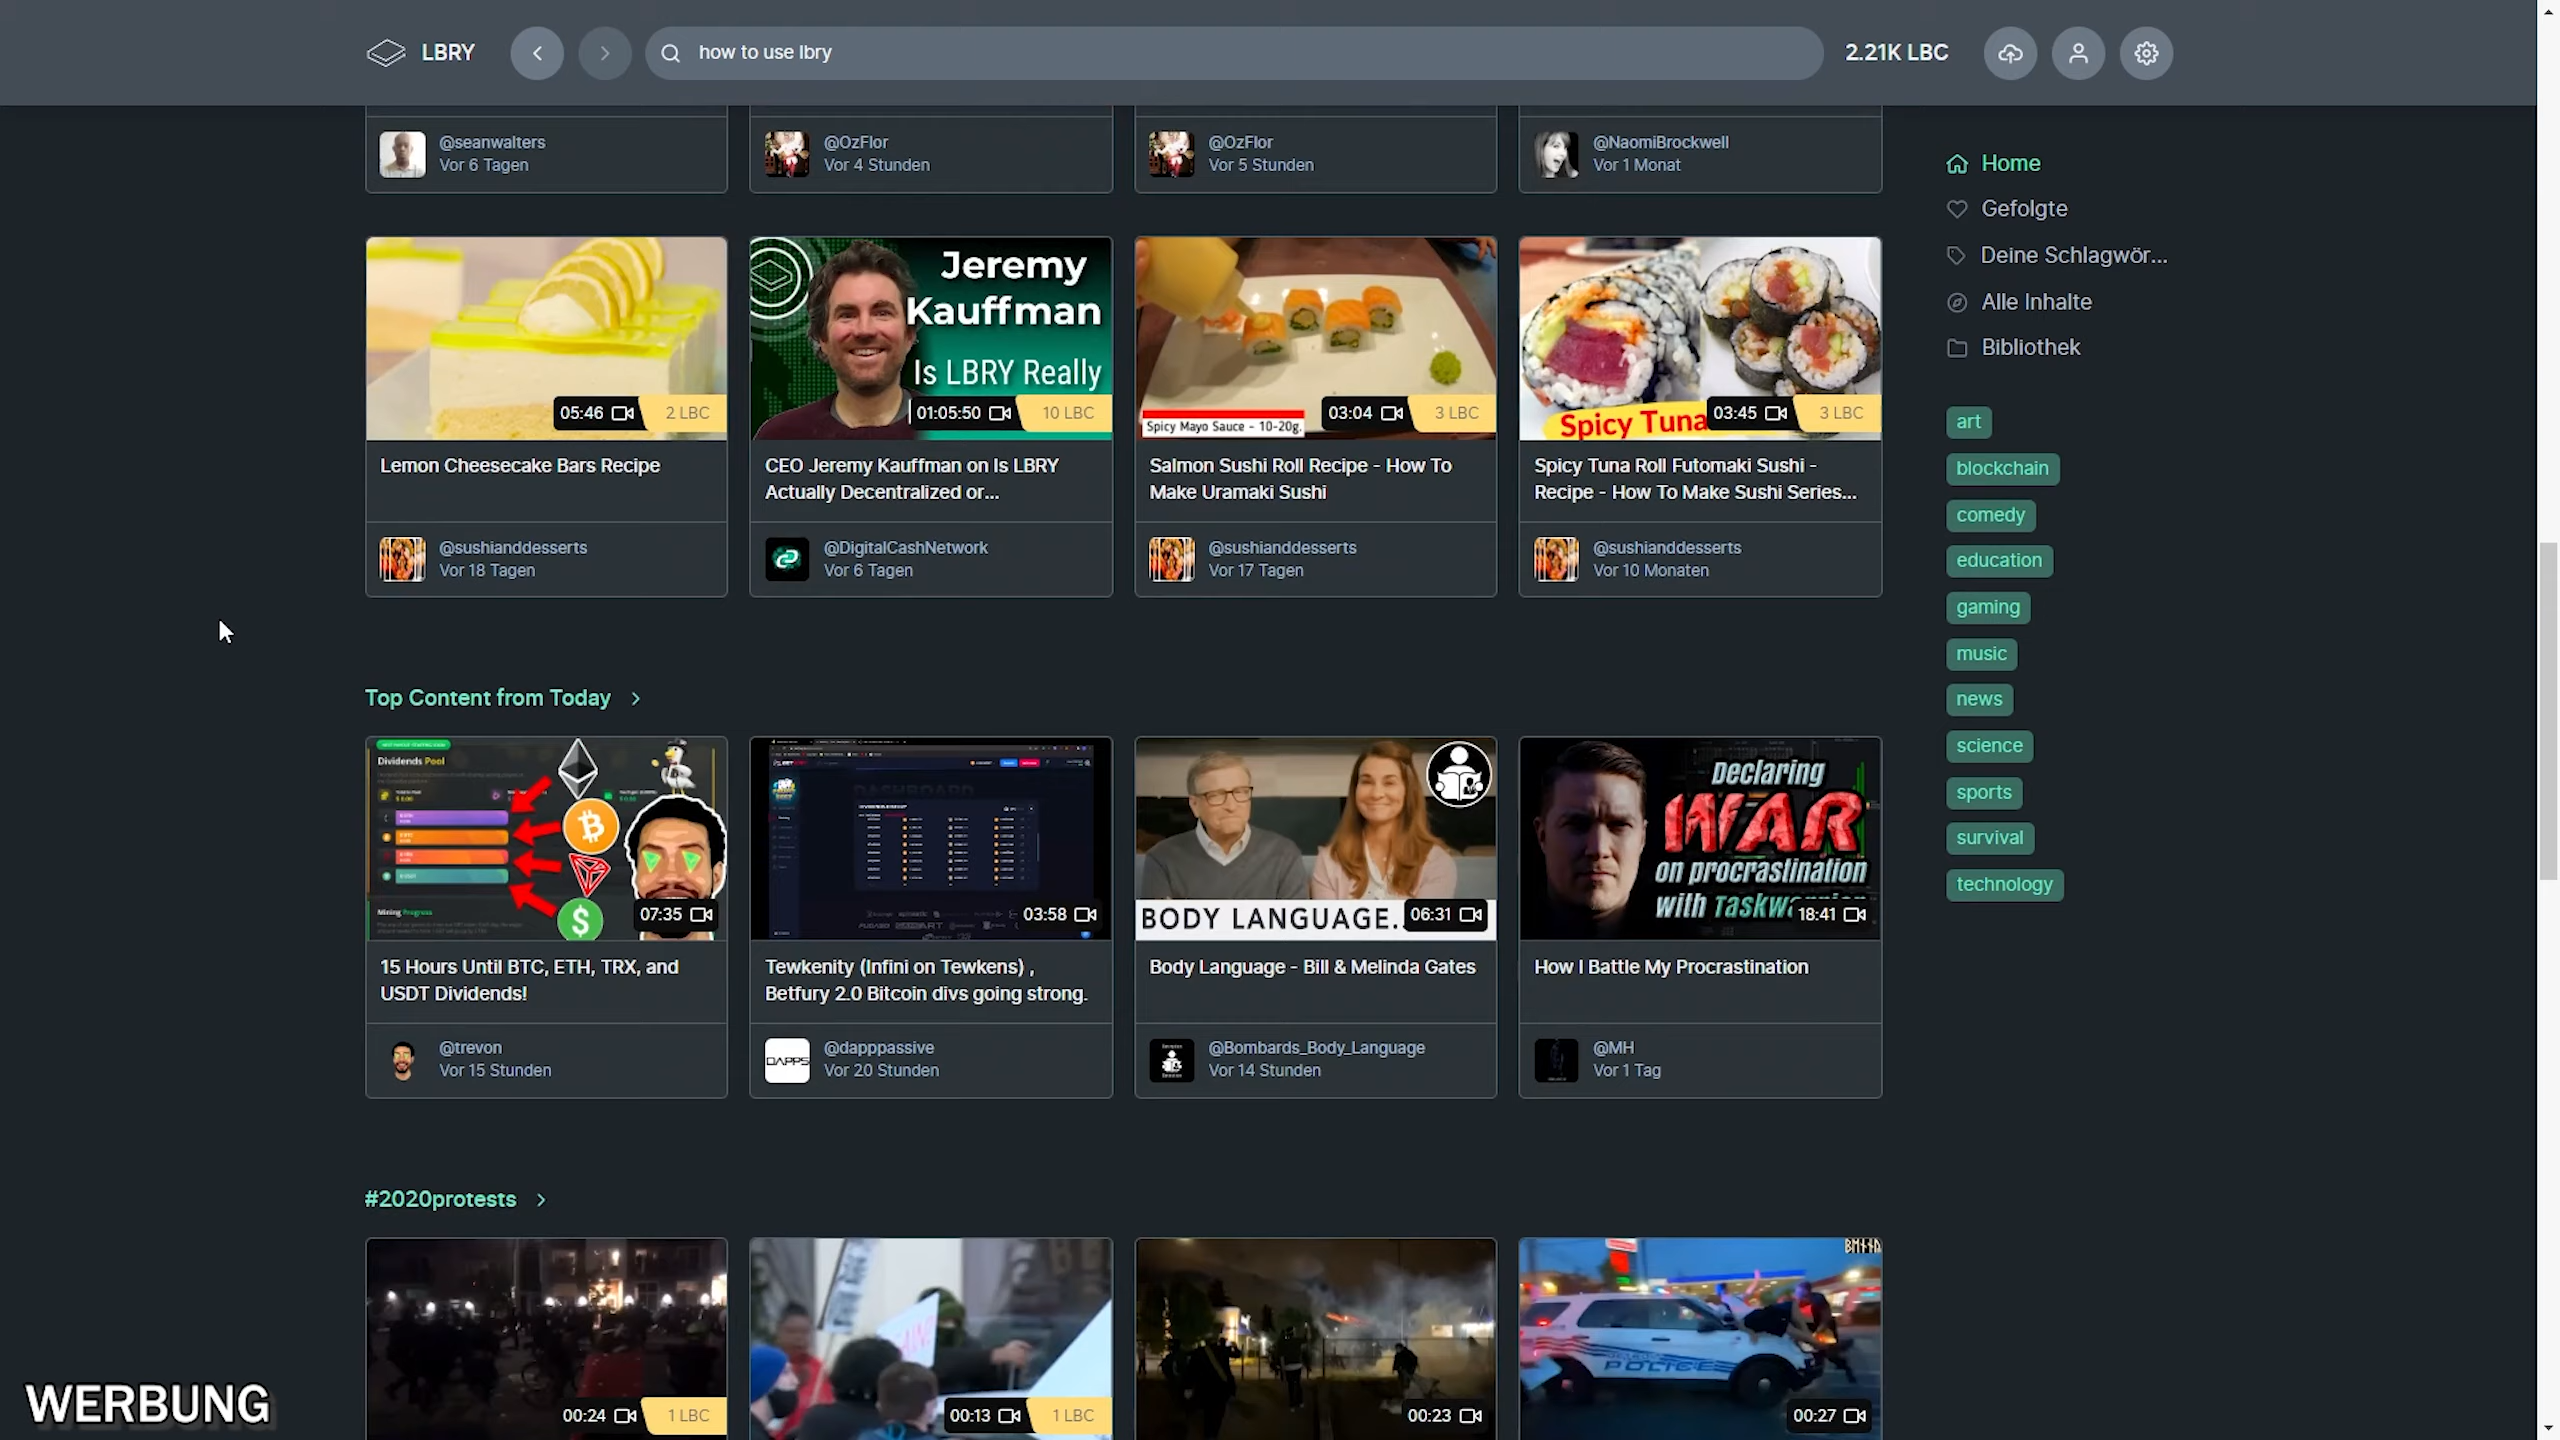 LBRY
how to use lbry
2.21K LBC
@seanwalters
Vor 6 Tagen
@OzFlor
Vor 4 Stunden
@OzFlor
Vor 5 Stunden
@NaomiBrockwell
Vor 1 Monat
Home
Gefolgte
Deine Schlagwör...
Alle Inhalte
Bibliothek
05:46
2 LBC
Jeremy
Kauffman
Is LBRY Really
01:05:50
10 LBC
Spicy Mayo Sauce - 10-20g.
03:04
3 LBC
Spicy Tuna
03:45
3 LBC
Lemon Cheesecake Bars Recipe
CEO Jeremy Kauffman on Is LBRY
Actually Decentralized or...
Salmon Sushi Roll Recipe - How To
Make Uramaki Sushi
Spicy Tuna Roll Futomaki Sushi -
Recipe - How To Make Sushi Series...
@sushianddesserts
Vor 18 Tagen
@DigitalCashNetwork
Vor 6 Tagen
@sushianddesserts
Vor 17 Tagen
@sushianddesserts
Vor 10 Monaten
art
blockchain
comedy
education
gaming
music
news
science
sports
survival
technology
Top Content from Today
Dividends Pool
Mining Progress
07:35
DASHBOARD
03:58
BODY LANGUAGE.
06:31
Declaring
WAR
on procrastination
with Taskwa
18:41
15 Hours Until BTC, ETH, TRX, and
USDT Dividends!
Tewkenity (Infini on Tewkens) ,
Betfury 2.0 Bitcoin divs going strong.
Body Language - Bill & Melinda Gates
How I Battle My Procrastination
@trevon
Vor 15 Stunden
DAPPS
@dapppassive
Vor 20 Stunden
@Bombards_Body_Language
Vor 14 Stunden
@MH
Vor 1 Tag
#2020protests
00:24
1 LBC
00:13
1 LBC
00:23
POLICE
00:27
WERBUNG